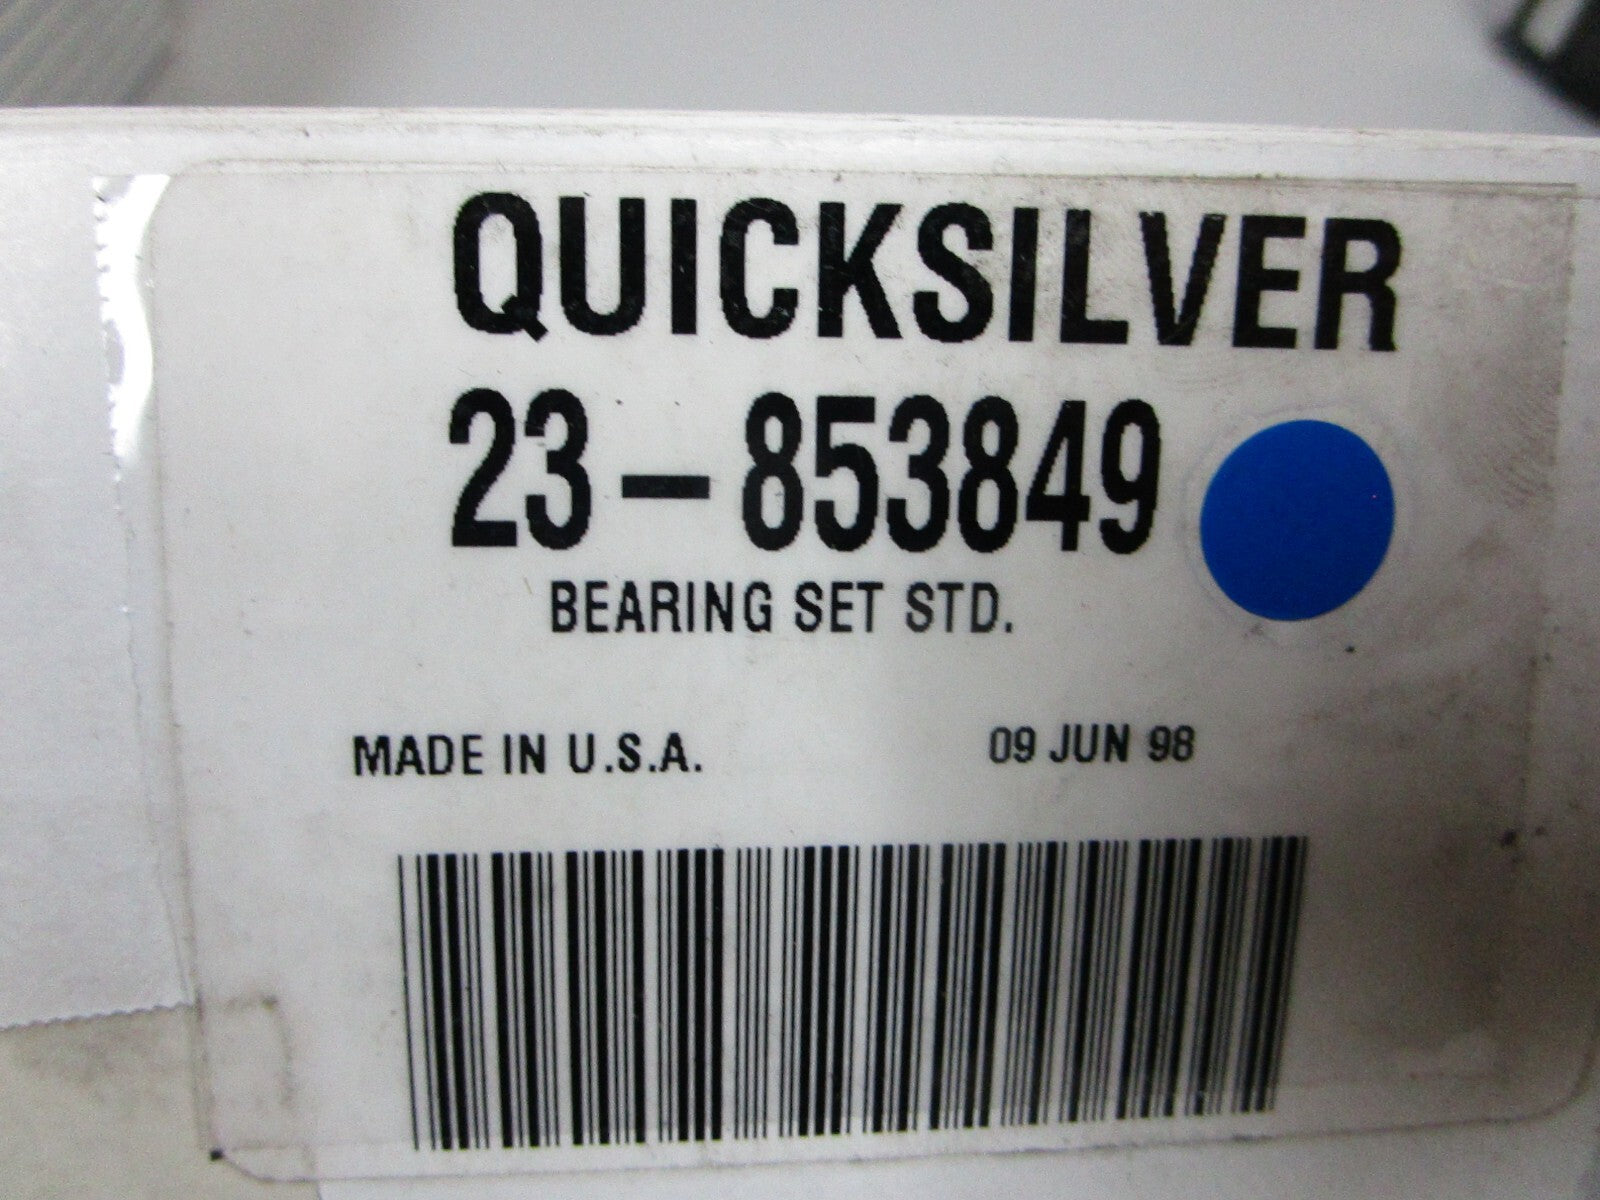 QUICKSILVER
23-853849
BEARING SET STD.
MADE IN U.S.A. 09 JUN 98